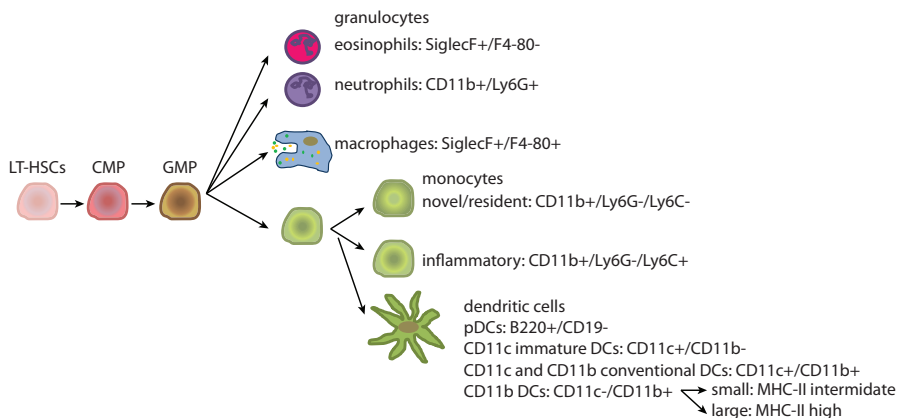 granulocytes
eosinophils: SiglecF+/F4-80-
neutrophils: CD11b+/Ly6G+
macrophages: SiglecF+/F4-80+
LT-HSCs
CMP
GMP
monocytes
novel/resident: CD11b+/Ly6G-/Ly6C-
inflammatory: CD11b+/Ly6G-/Ly6C+
dendritic cells
pDCs: B220+/CD19-
CD11c immature DCs: CD11c+/CD11b-
CD11c and CD11b conventional DCs: CD11c+/CD11b+
CD11b DCs: CD11c-/CD11b+
small: MHC-II intermidate
large: MHC-II high